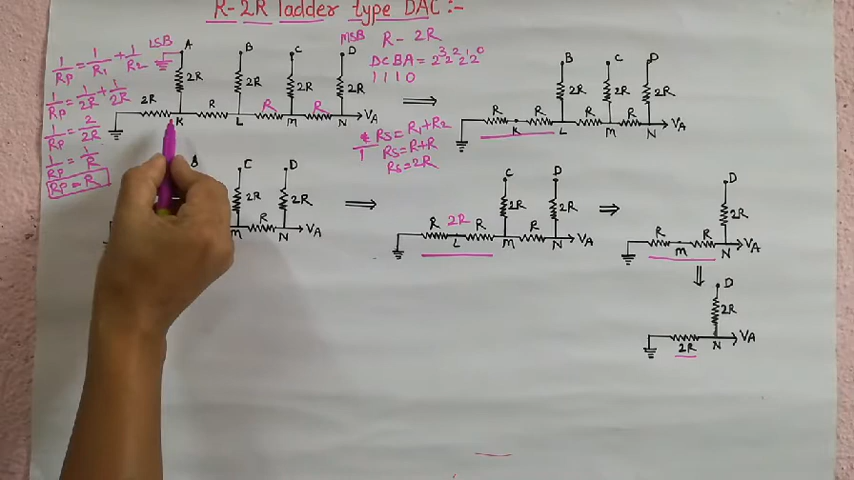 R-2R ladder type DAC:-
1/RP = 1/R1 + 1/R2
1/RP = 1/2R + 1/2R
1/RP = 2/2R
1/RP = 1/R
RP = R
LSB A B C MSB D
2R 2R 2R 2R
2R K R L R M R N VA
R - 2R
DCBA = 2³2²2¹2⁰
1 1 1 0
RS = R1+R2
RS = R+R
RS = 2R
⇒
B C D
2R 2R 2R
R K R L R M R N VA
C D
2R 2R
M R N VA
⇒
C D
2R 2R
R 2R R
L M R N VA
⇒
D
2R
R M R N VA
⇓
D
2R
2R N VA